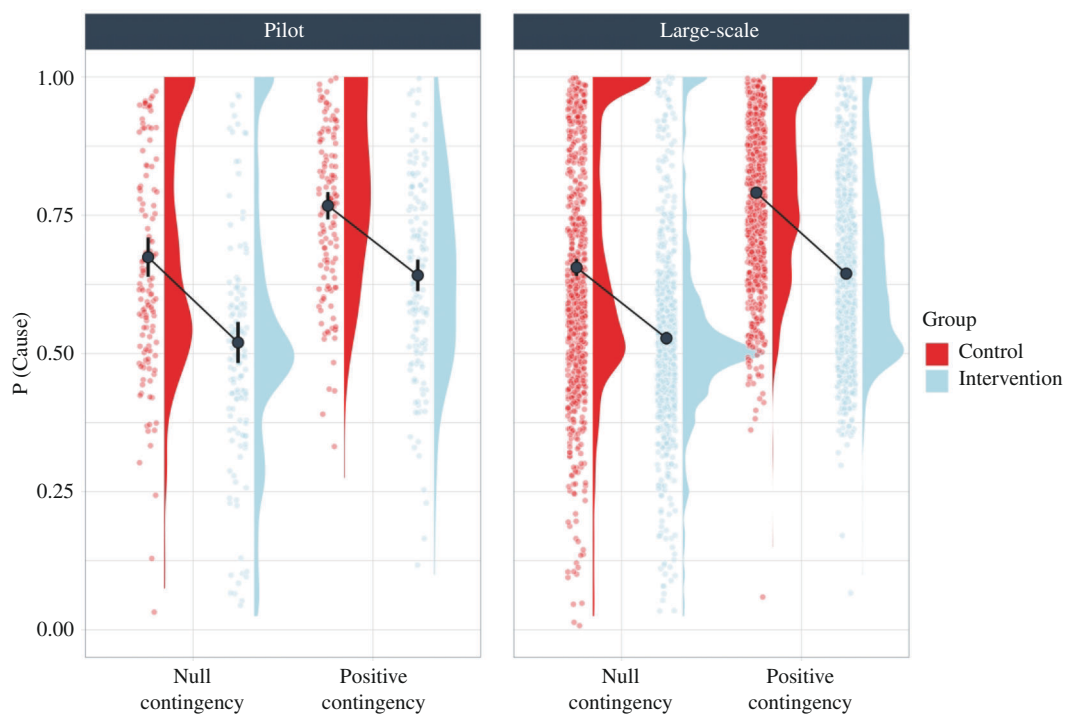 Pilot
Large-scale
P (Cause)
1.00
0.75
0.50
0.25
0.00
Null
contingency
Positive
contingency
Null
contingency
Positive
contingency
Group
Control
Intervention